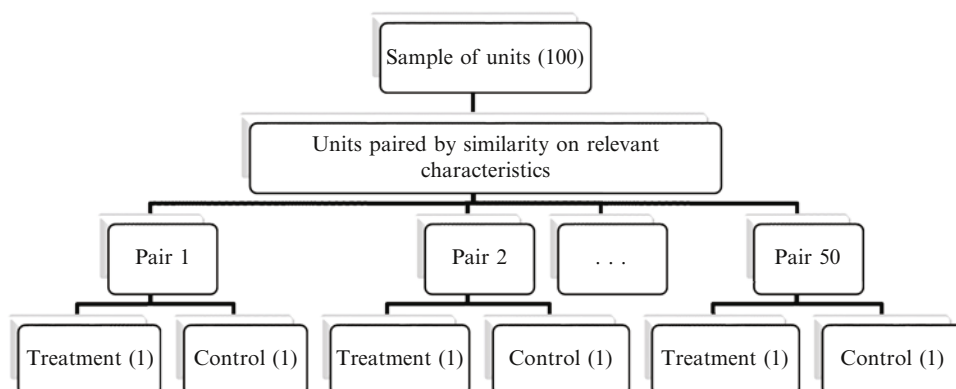 Sample of units (100)
Units paired by similarity on relevant
characteristics
Pair 1
Pair 2
. . .
Pair 50
Treatment (1)
Control (1)
Treatment (1)
Control (1)
Treatment (1)
Control (1)